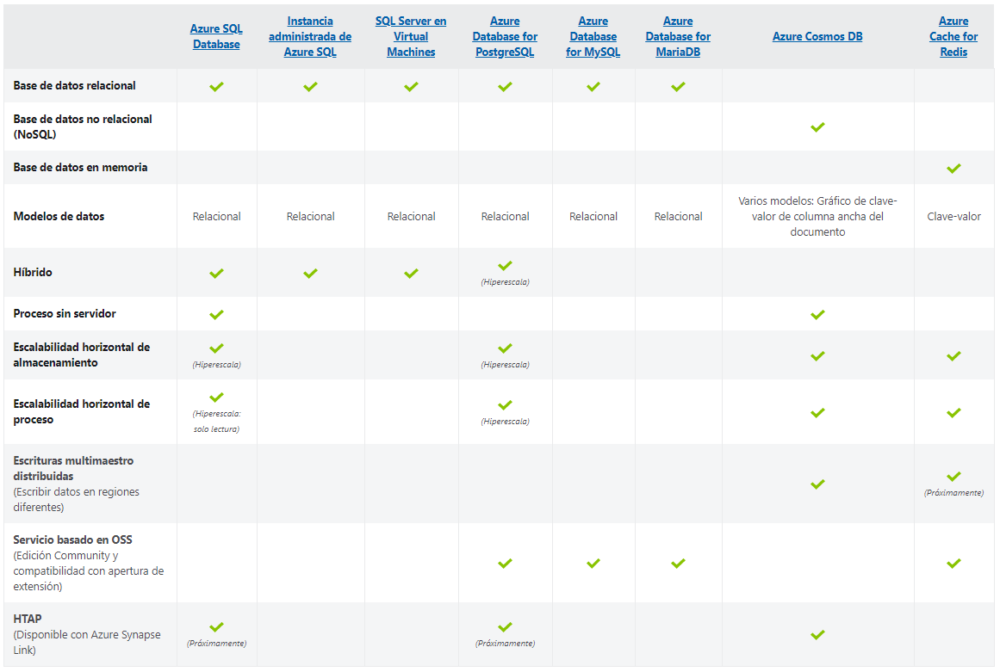 Azure SQL
Database
Instancia
administrada de
Azure SQL
SQL Server en
Virtual
Machines
Azure
Database for
PostgreSQL
Azure
Database
for MySQL
Azure
Database for
MariaDB
Azure Cosmos DB
Azure
Cache for
Redis
Base de datos relacional
Base de datos no relacional
(NoSQL)
Base de datos en memoria
Modelos de datos
Relacional
Relacional
Relacional
Relacional
Relacional
Relacional
Varios modelos: Gráfico de clave-
valor de columna ancha del
documento
Clave-valor
Híbrido
(Hiperescala)
Proceso sin servidor
Escalabilidad horizontal de
almacenamiento
(Hiperescala)
(Hiperescala)
Escalabilidad horizontal de
proceso
(Hiperescala:
solo lectura)
(Hiperescala)
Escrituras multimaestro
distribuidas
(Escribir datos en regiones
diferentes)
(Próximamente)
Servicio basado en OSS
(Edición Community y
compatibilidad con apertura de
extensión)
HTAP
(Disponible con Azure Synapse
Link)
(Próximamente)
(Próximamente)